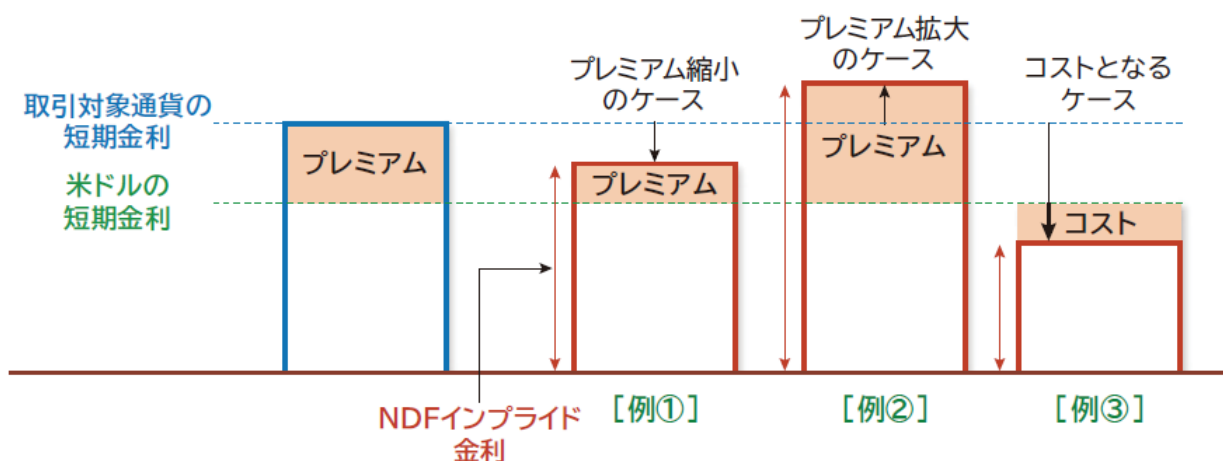 プレミアム拡大
のケース
プレミアム縮小
のケース
コストとなる
ケース
取引対象通貨の
短期金利
プレミアム
プレミアム
プレミアム
米ドルの
短期金利
コスト
NDFインプライド
金利
［例①］
［例②］
［例③］